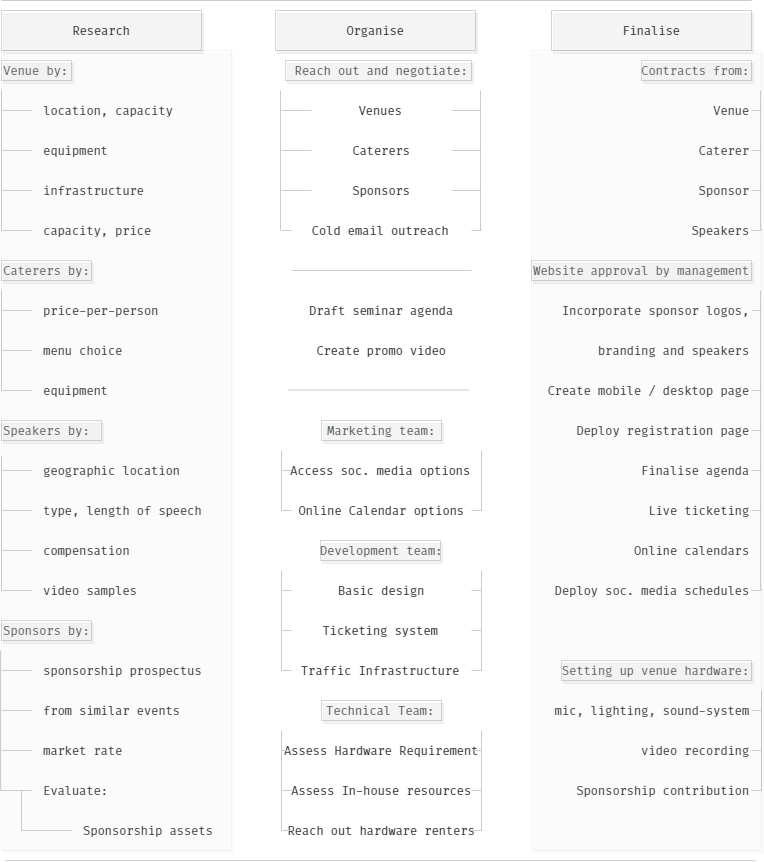 Research
Venue by:
location, capacity
equipment
infrastructure
capacity, price
Caterers by:
price-per-person
menu choice
equipment
Speakers by:
geographic location
type, length of speech
compensation
video samples
Sponsors by:
sponsorship prospectus
from similar events
market rate
Evaluate:
Sponsorship assets
Organise
Reach out and negotiate:
Venues
Caterers
Sponsors
Cold email outreach
Draft seminar agenda
Create promo video
Marketing team:
Access soc. media options
Online Calendar options
Development team:
Basic design
Ticketing system
Traffic Infrastructure
Technical Team:
Assess Hardware Requirement
Assess In-house resources
Reach out hardware renters
Finalise
Contracts from:
Venue
Caterer
Sponsor
Speakers
Website approval by management
Incorporate sponsor logos,
branding and speakers
Create mobile / desktop page
Deploy registration page
Finalise agenda
Live ticketing
Online calendars
Deploy soc. media schedules
Setting up venue hardware:
mic, lighting, sound-system
video recording
Sponsorship contribution